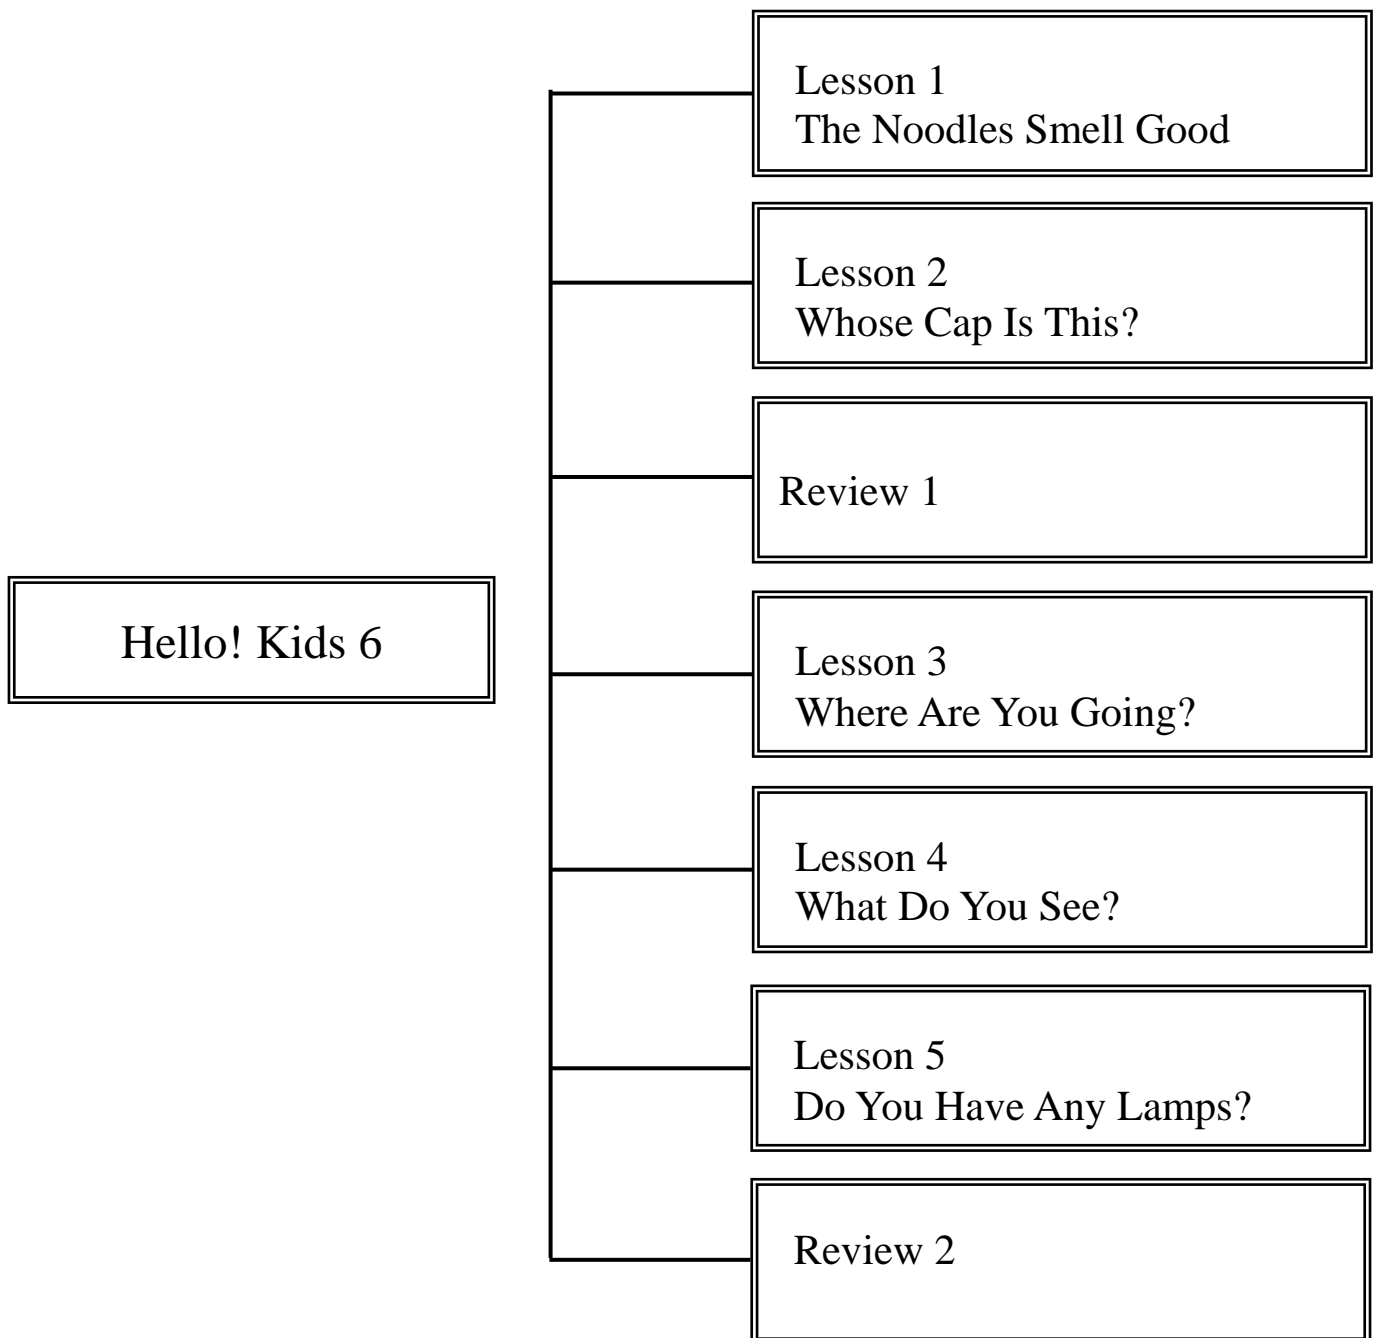 Hello! Kids 6
Lesson 1
The Noodles Smell Good
Lesson 2
Whose Cap Is This?
Review 1
Lesson 3
Where Are You Going?
Lesson 4
What Do You See?
Lesson 5
Do You Have Any Lamps?
Review 2